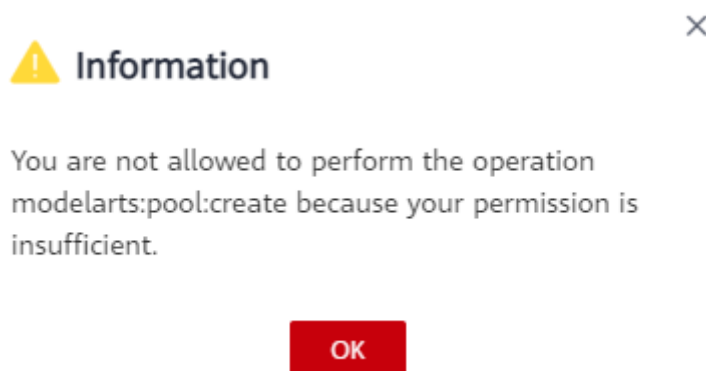 Information
You are not allowed to perform the operation
modelarts:pool:create because your permission is
insufficient.
OK